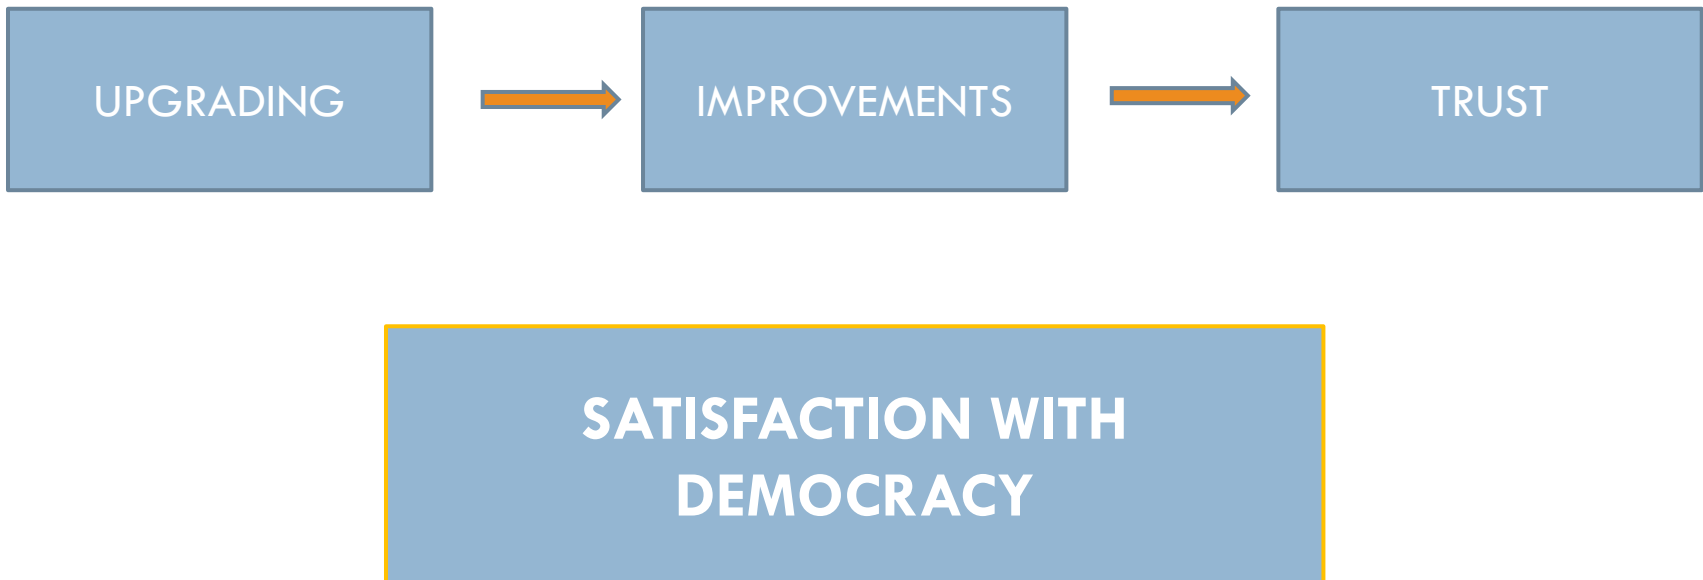 UPGRADING
IMPROVEMENTS
TRUST
SATISFACTION WITH
DEMOCRACY